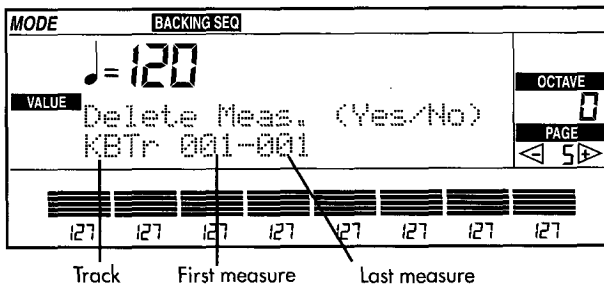 MODE BACKING SEQ
♩=120
OCTAVE
0
VALUE Delete Meas. (Yes/No)
PAGE
KBTr 001-001
5
127 127 127 127 127 127 127 127
Track First measure Last measure